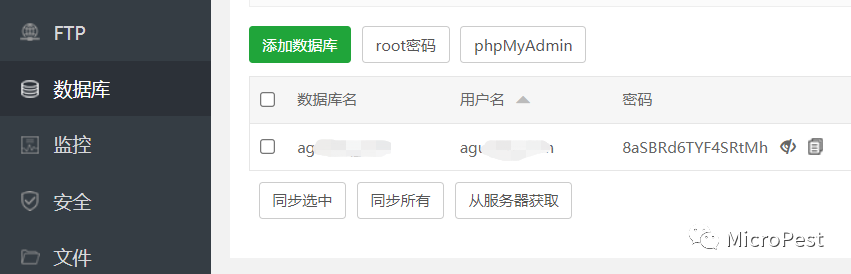 FTP
数据库
监控
安全
文件
添加数据库 root密码 phpMyAdmin
数据库名 用户名 密码
ag agu n 8aSBRd6TYF4SRtMh
同步选中 同步所有 从服务器获取
MicroPest